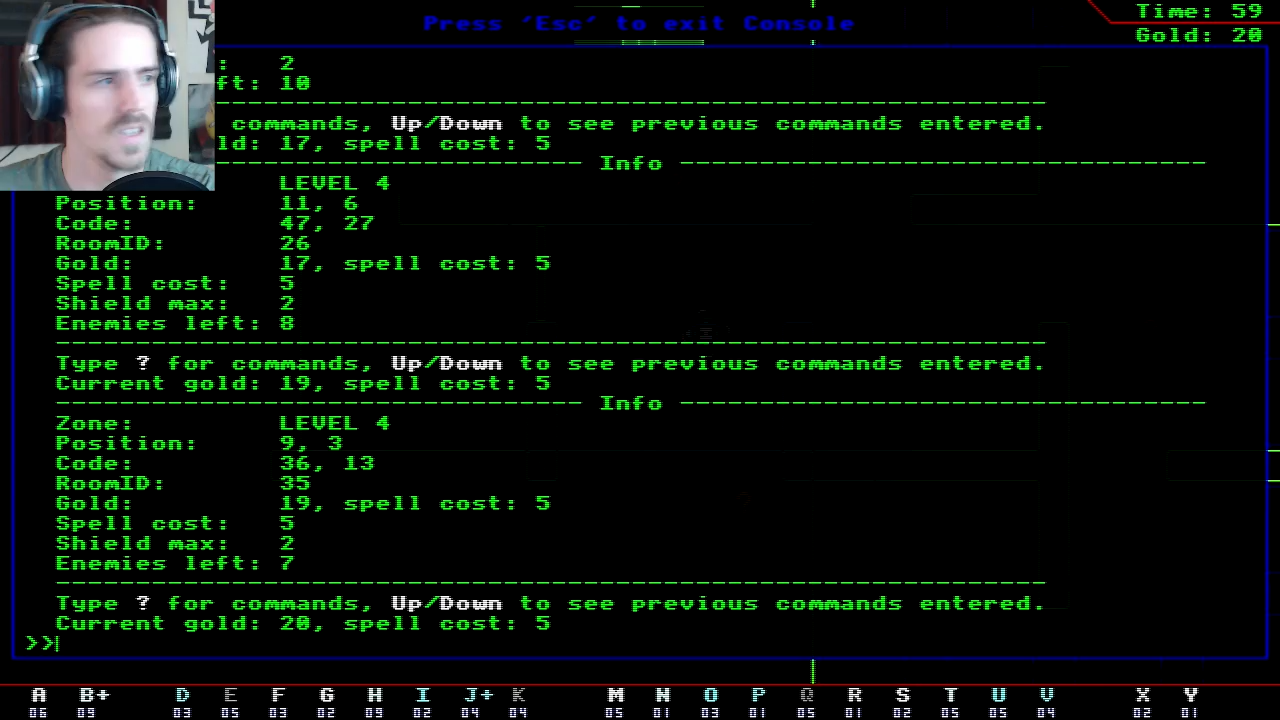 Press 'Esc' to exit Console
Time: 59
Gold: 20
: 2
ft: 10
commands, Up/Down to see previous commands entered.
ld: 17, spell cost: 5
Info
LEVEL 4
Position: 11, 6
Code: 47, 27
RoomID: 26
Gold: 17, spell cost: 5
Spell cost: 5
Shield max: 2
Enemies left: 8
Type ? for commands, Up/Down to see previous commands entered.
Current gold: 19, spell cost: 5
Info
Zone: LEVEL 4
Position: 9, 3
Code: 36, 13
RoomID: 35
Gold: 19, spell cost: 5
Spell cost: 5
Shield max: 2
Enemies left: 7
Type ? for commands, Up/Down to see previous commands entered.
Current gold: 20, spell cost: 5
>>
A B+ D E F G H I J+ K M N O P Q R S T U V X Y
06 09 03 05 03 02 09 02 04 04 05 01 03 01 05 01 02 05 05 04 02 01